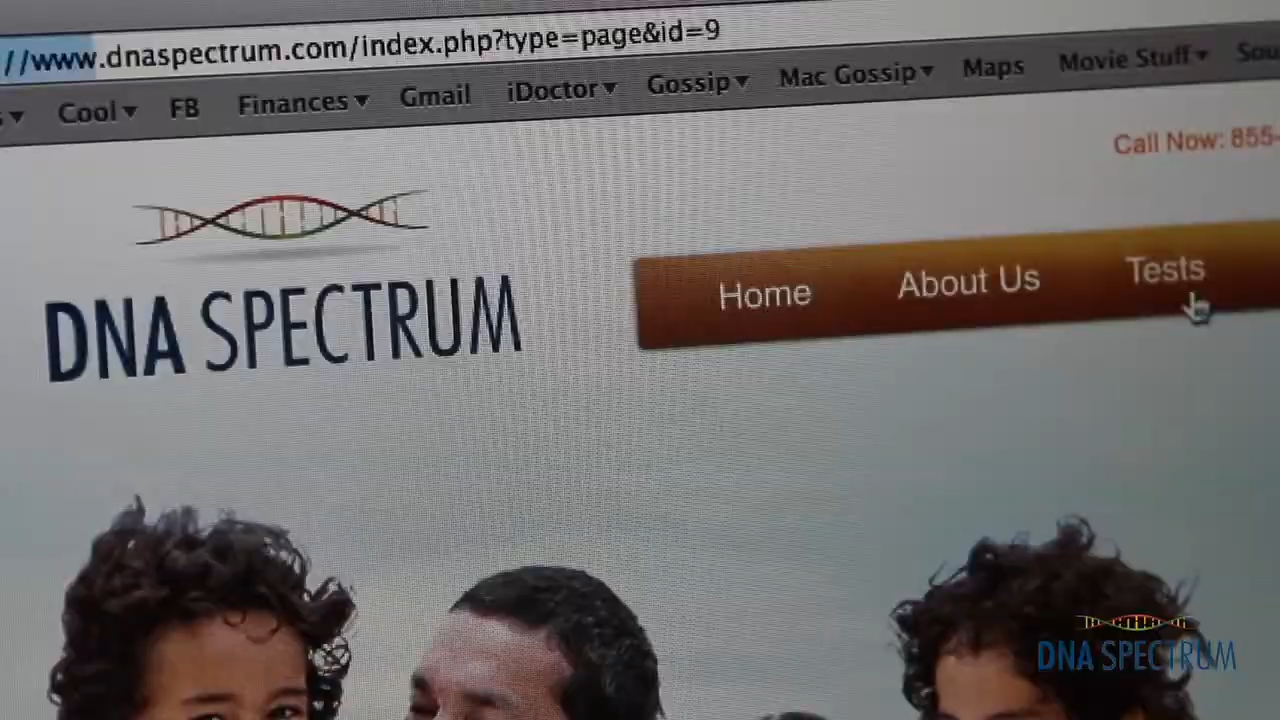 //www.dnaspectrum.com/index.php?type=page&id=9
Cool FB Finances Gmail iDoctor Gossip Mac Gossip Maps Movie Stuff
Call Now: 855-
DNA SPECTRUM
Home About Us Tests
DNA SPECTRUM